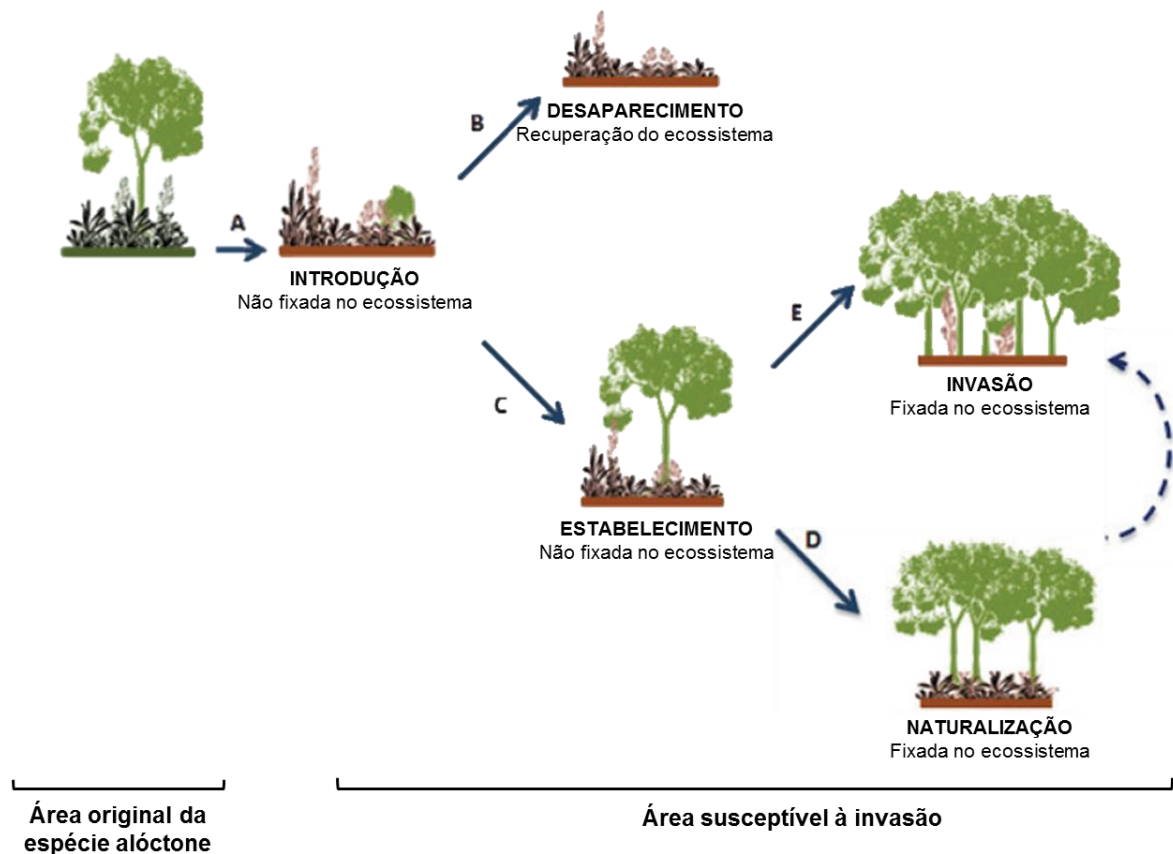 DESAPARECIMENTO
Recuperação do ecossistema
B
A
INTRODUÇÃO
Não fixada no ecossistema
E
INVASÃO
Fixada no ecossistema
C
ESTABELECIMENTO
Não fixada no ecossistema
D
NATURALIZAÇÃO
Fixada no ecossistema
Área original da
espécie alóctone
Área susceptível à invasão